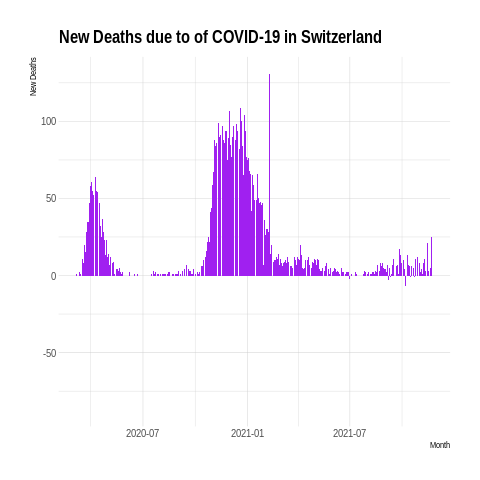 New Deaths due to of COVID-19 in Switzerland
New Deaths
100
50
0
-50
2020-07
2021-01
2021-07
Month